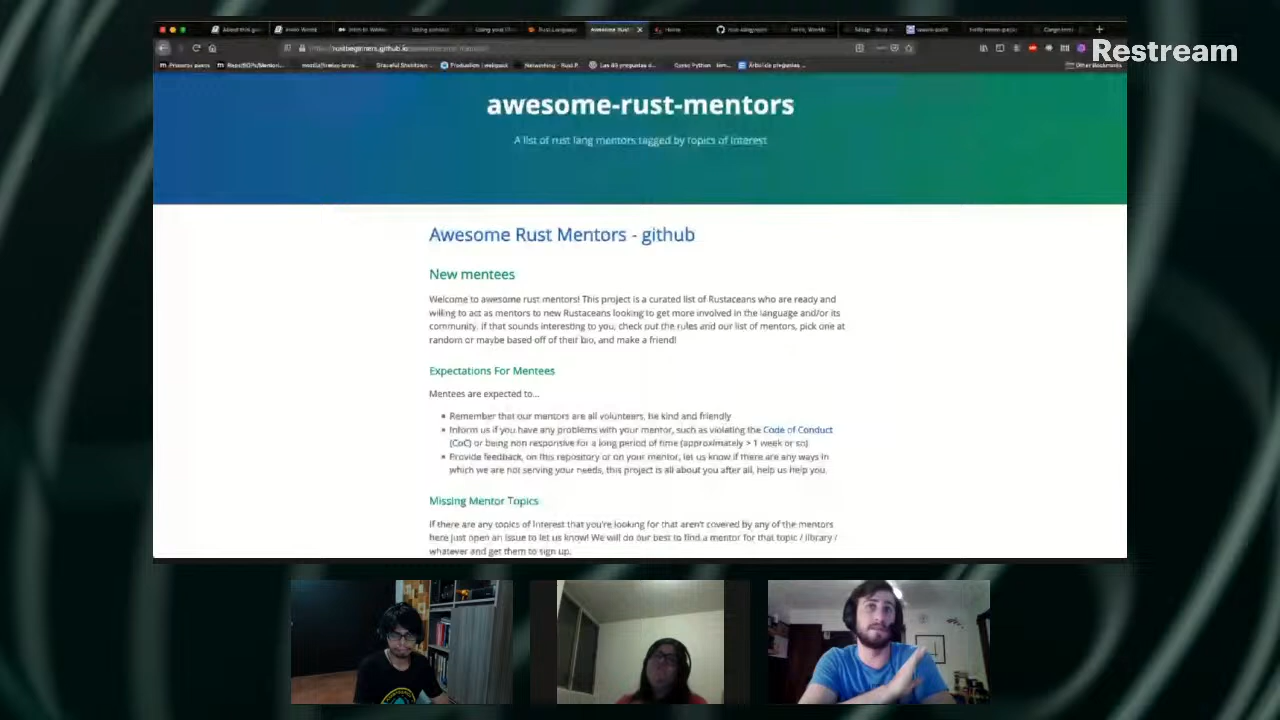 Restream
rustbeginners.github.io
Production | webpack
Networking - Rust
Other Bookmarks
awesome-rust-mentors
A list of rust lang mentors tagged by topics of interest
Awesome Rust Mentors - github
New mentees
Welcome to awesome rust mentors! This project is a curated list of Rustaceans who are ready and
willing to act as mentors to new Rustaceans looking to get more involved in the language and/or its
community. If that sounds interesting to you, check out the rules and our list of mentors, pick one at
random or maybe based off of their bio, and make a friend!
Expectations For Mentees
Mentees are expected to...
Remember that our mentors are all volunteers, be kind and friendly
Inform us if you have any problems with your mentor, such as violating the Code of Conduct
(CoC) or being non responsive for a long period of time (approximately > 1 week or so)
Provide feedback, on this repository or on your mentor, let us know if there are any ways in
which we are not serving your needs, this project is all about you after all, help us help you.
Missing Mentor Topics
If there are any topics of interest that you're looking for that aren't covered by any of the mentors
here just open an issue to let us know! We will do our best to find a mentor for that topic / library /
whatever and get them to sign up.